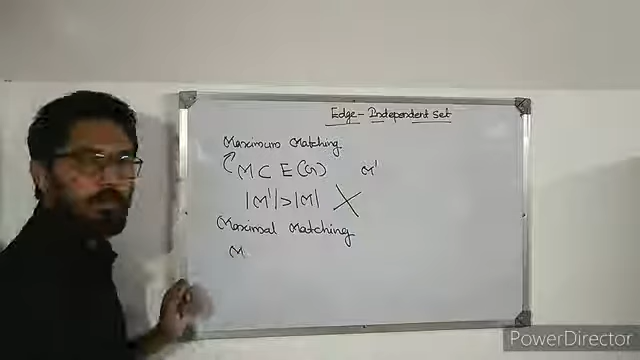 Edge - Independent set
Maximum Matching
M ⊂ E(G) M'
|M'| > |M| ✗
Maximal Matching
M
PowerDirector